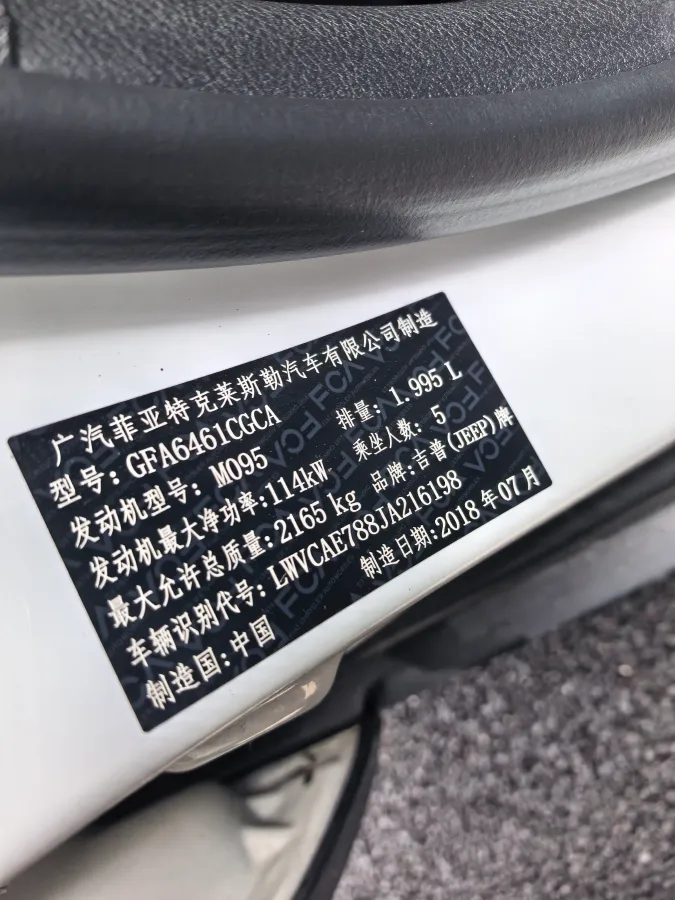 广汽菲亚特克莱斯勒汽车有限公司制造
型号:GFA6461CGCA 排量: 1.995 L
发动机型号: M095 乘坐人数: 5
发动机最大净功率:114kW 品牌:吉普(JEEP)牌
最大允许总质量:2165 kg
车辆识别代号:LWVCAE788JA216198
制造国:中国 制造日期:2018 年07 月